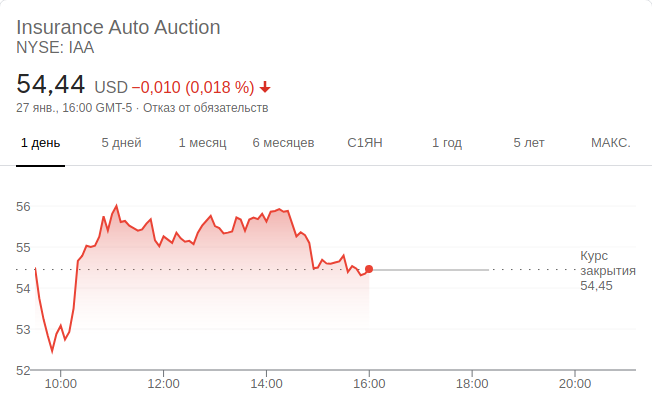 Insurance Auto Auction
NYSE: IAA
54,44 USD −0,010 (0,018 %)
27 янв., 16:00 GMT-5 · Отказ от обязательств
1 день 5 дней 1 месяц 6 месяцев С1ЯН 1 год 5 лет МАКС.
56
55
54
53
52
Курс
закрытия
54,45
10:00 12:00 14:00 16:00 18:00 20:00